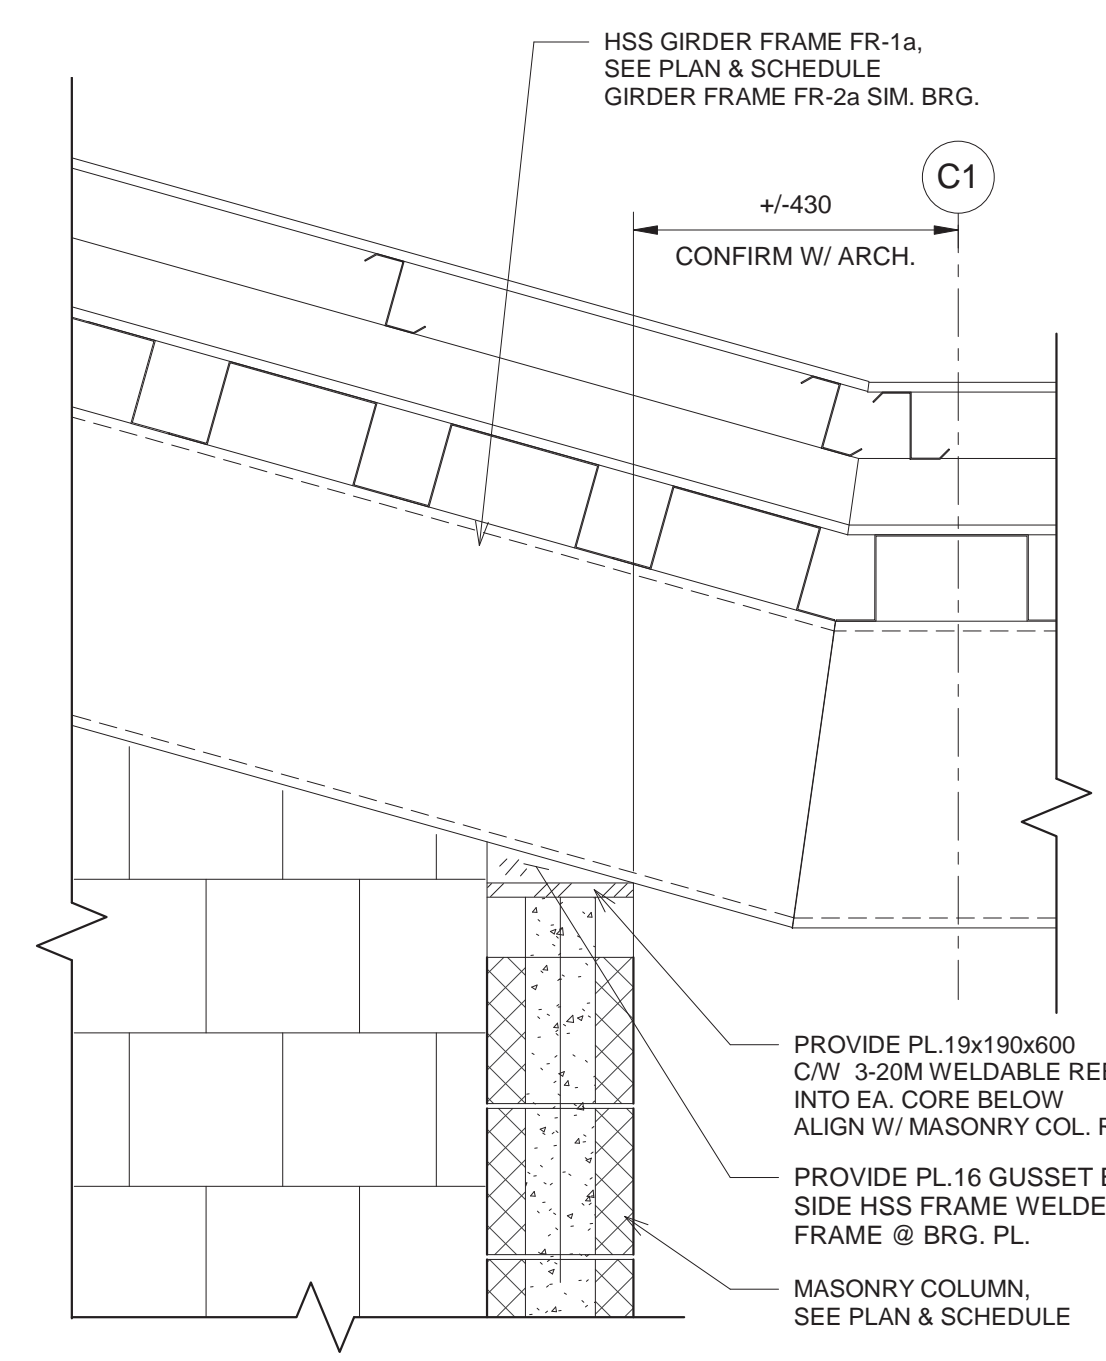 HSS GIRDER FRAME FR-1a,
SEE PLAN & SCHEDULE
GIRDER FRAME FR-2a SIM. BRG.
C1
+/-430
CONFIRM W/ ARCH.
PROVIDE PL.19x190x600
C/W 3-20M WELDABLE
INTO EA. CORE BELOW
ALIGN W/ MASONRY COL.
PROVIDE PL.16 GUSSET
SIDE HSS FRAME
FRAME @ BRG. PL.
MASONRY COLUMN,
SEE PLAN & SCHEDULE